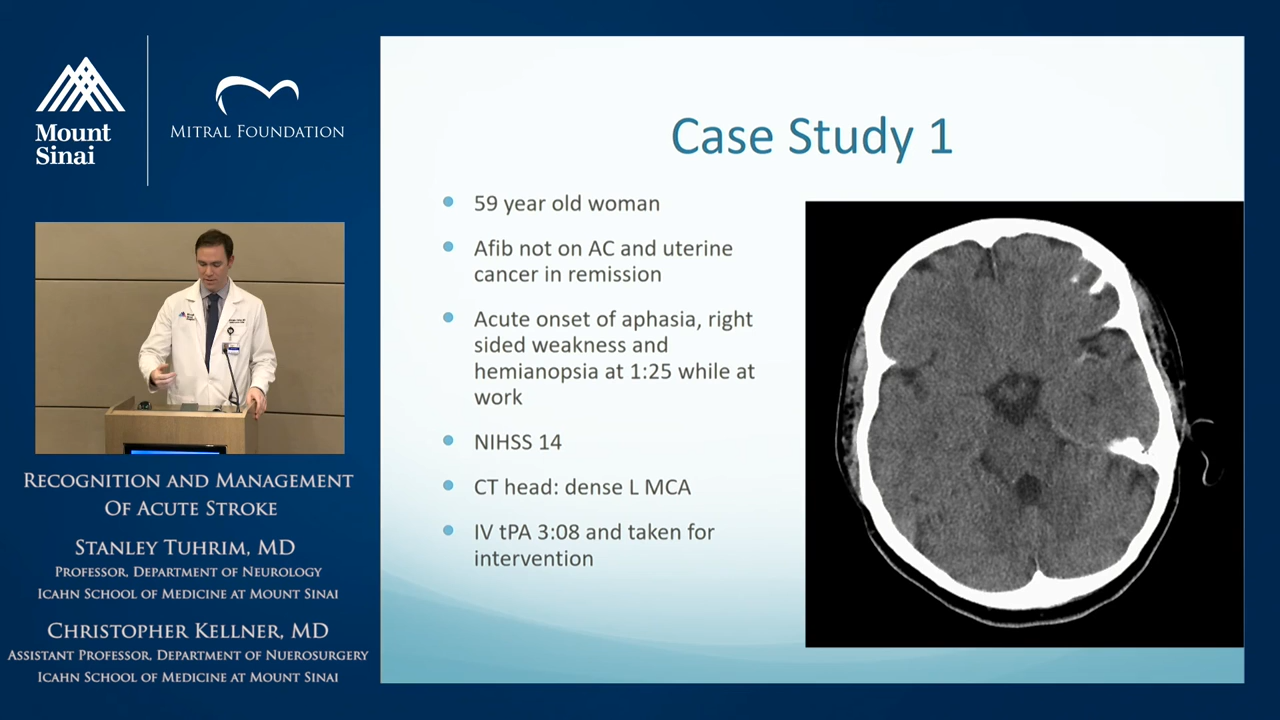 Mount
Sinai
MITRAL FOUNDATION
RECOGNITION AND MANAGEMENT
OF ACUTE STROKE
STANLEY TUHRIM, MD
PROFESSOR, DEPARTMENT OF NEUROLOGY
ICAHN SCHOOL OF MEDICINE AT MOUNT SINAI
CHRISTOPHER KELLNER, MD
ASSISTANT PROFESSOR, DEPARTMENT OF NUEROSURGERY
ICAHN SCHOOL OF MEDICINE AT MOUNT SINAI
Case Study 1
59 year old woman
Afib not on AC and uterine
cancer in remission
Acute onset of aphasia, right
sided weakness and
hemianopsia at 1:25 while at
work
NIHSS 14
CT head: dense L MCA
IV tPA 3:08 and taken for
intervention